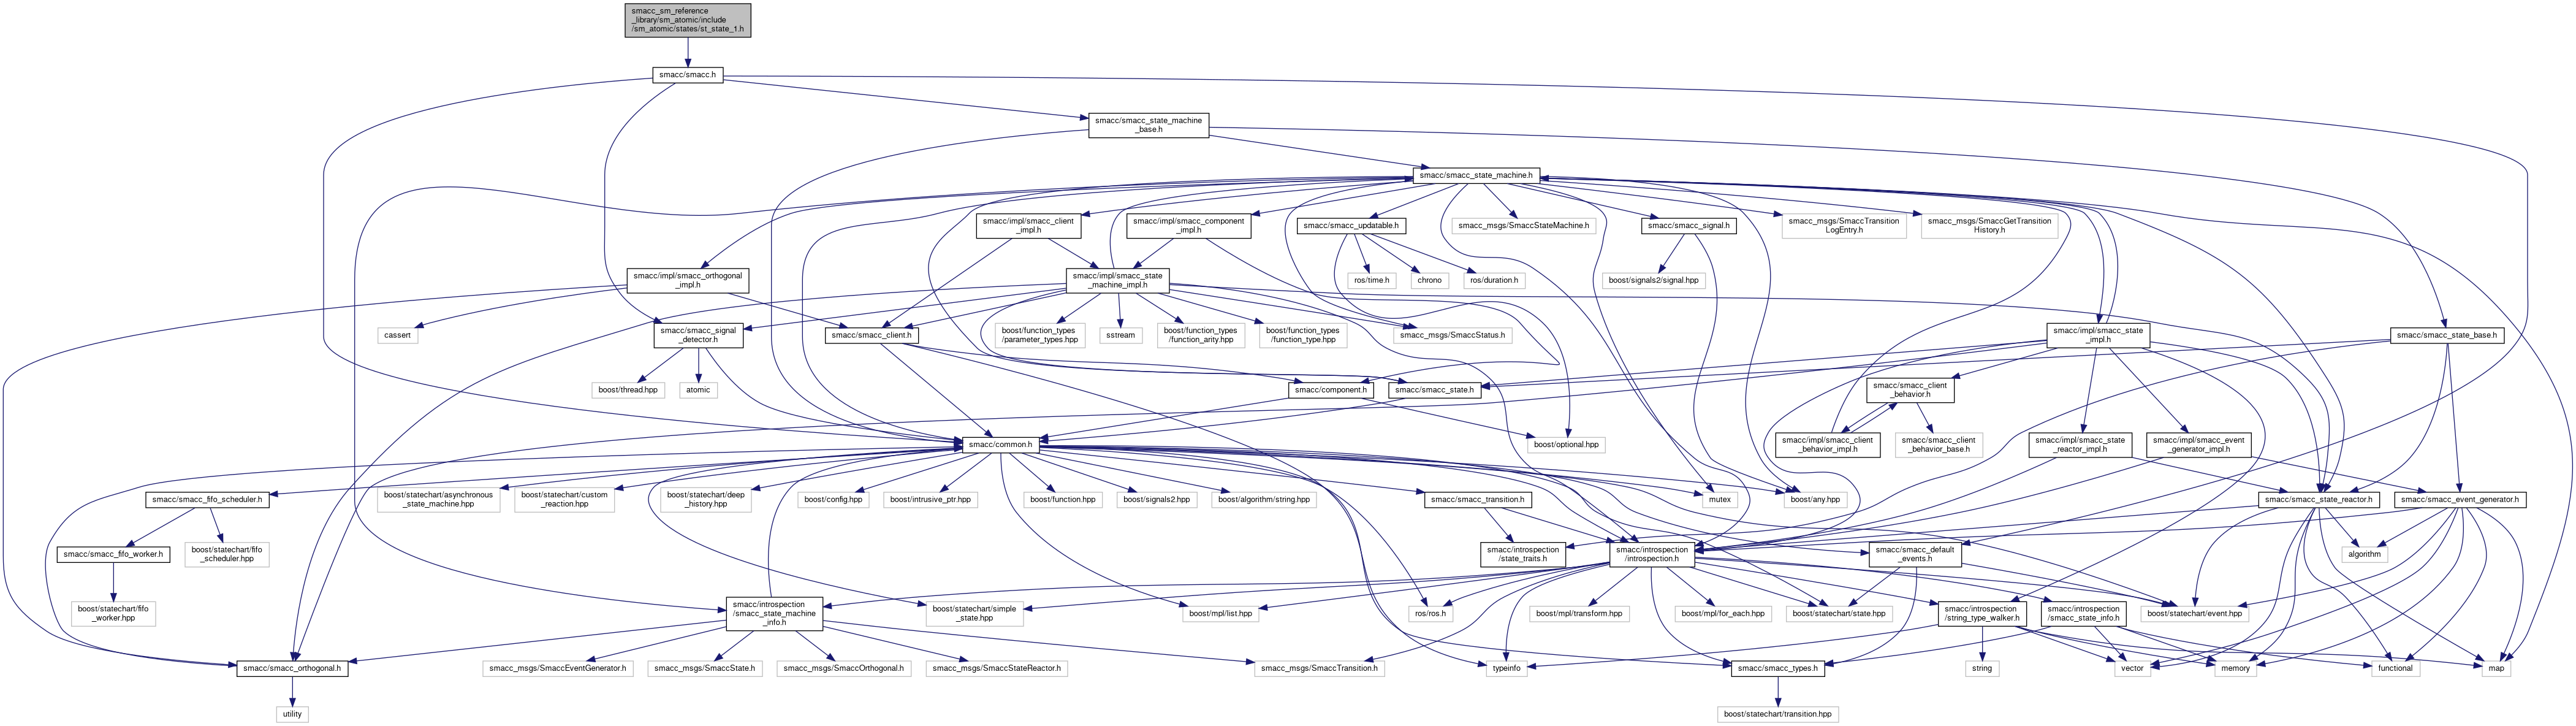 smacc_sm_reference
_library/sm_atomic/include
/sm_atomic/states/st_state_1.h
smacc/smacc.h
smacc/smacc_state_machine
_base.h
smacc/smacc_state_machine.h
smacc/impl/smacc_client
_impl.h
smacc/impl/smacc_component
_impl.h
smacc/smacc_updatable.h
smacc_msgs/SmaccStateMachine.h
smacc/smacc_signal.h
smacc_msgs/SmaccTransition
LogEntry.h
smacc_msgs/SmaccGetTransition
History.h
smacc/impl/smacc_orthogonal
_impl.h
smacc/impl/smacc_state
_machine_impl.h
ros/time.h
chrono
ros/duration.h
boost/signals2/signal.hpp
cassert
smacc/smacc_signal
_detector.h
smacc/smacc_client.h
boost/function_types
/parameter_types.hpp
sstream
boost/function_types
/function_arity.hpp
boost/function_types
/function_type.hpp
smacc_msgs/SmaccStatus.h
smacc/impl/smacc_state
_impl.h
smacc/smacc_state_base.h
boost/thread.hpp
atomic
smacc/component.h
smacc/smacc_state.h
smacc/smacc_client
_behavior.h
smacc/common.h
boost/optional.hpp
smacc/impl/smacc_client
_behavior_impl.h
smacc/smacc_client
_behavior_base.h
smacc/impl/smacc_state
_reactor_impl.h
smacc/impl/smacc_event
_generator_impl.h
smacc/smacc_fifo_scheduler.h
boost/statechart/asynchronous
_state_machine.hpp
boost/statechart/custom
_reaction.hpp
boost/statechart/deep
_history.hpp
boost/config.hpp
boost/intrusive_ptr.hpp
boost/function.hpp
boost/signals2.hpp
boost/algorithm/string.hpp
smacc/smacc_transition.h
mutex
boost/any.hpp
smacc/smacc_state_reactor.h
smacc/smacc_event_generator.h
smacc/smacc_fifo_worker.h
boost/statechart/fifo
_scheduler.hpp
smacc/introspection
/state_traits.h
smacc/introspection
/introspection.h
smacc/smacc_default
_events.h
algorithm
boost/statechart/fifo
_worker.hpp
smacc/introspection
/smacc_state_machine
_info.h
boost/statechart/simple
_state.hpp
boost/mpl/list.hpp
ros/ros.h
boost/mpl/transform.hpp
boost/mpl/for_each.hpp
boost/statechart/state.hpp
smacc/introspection
/string_type_walker.h
smacc/introspection
/smacc_state_info.h
boost/statechart/event.hpp
smacc/smacc_orthogonal.h
smacc_msgs/SmaccEventGenerator.h
smacc_msgs/SmaccState.h
smacc_msgs/SmaccOrthogonal.h
smacc_msgs/SmaccStateReactor.h
smacc_msgs/SmaccTransition.h
typeinfo
smacc/smacc_types.h
string
vector
memory
functional
map
utility
boost/statechart/transition.hpp